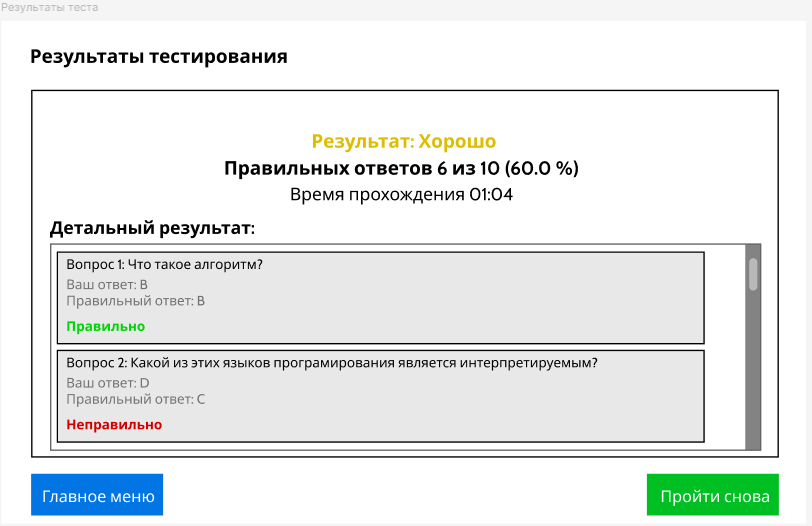 Результаты теста
Результаты тестирования
Результат: Хорошо
Правильных ответов 6 из 10 (60.0 %)
Время прохождения 01:04
Детальный результат:
Вопрос 1: Что такое алгоритм?
Ваш ответ: B
Правильный ответ: B
Правильно
Вопрос 2: Какой из этих языков програмирования является интерпретируемым?
Ваш ответ: D
Правильный ответ: C
Неправильно
Главное меню
Пройти снова